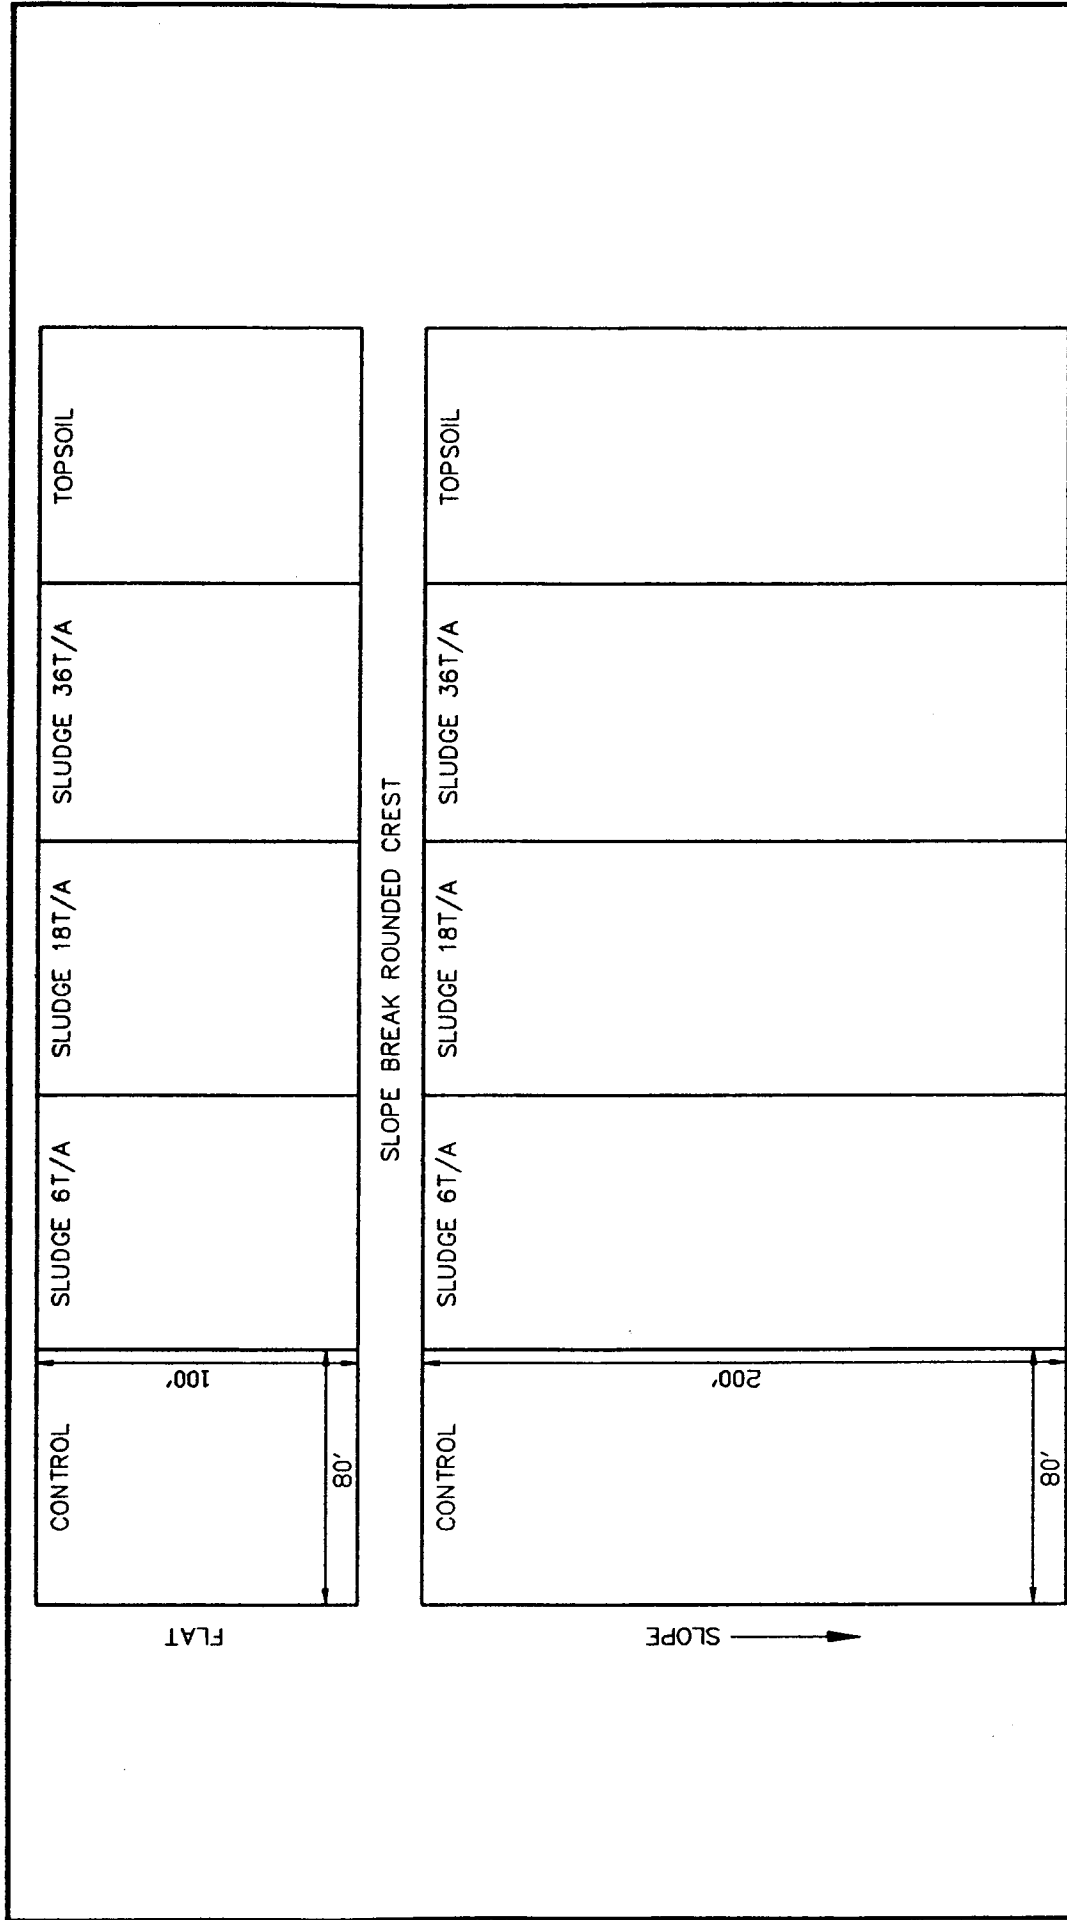 CONTROL
SLUDGE 6T/A
SLUDGE 18T/A
SLUDGE 36T/A
TOPSOIL
FLAT
100'
80'
SLOPE BREAK ROUNDED CREST
CONTROL
SLUDGE 6T/A
SLUDGE 18T/A
SLUDGE 36T/A
TOPSOIL
SLOPE
200'
80'